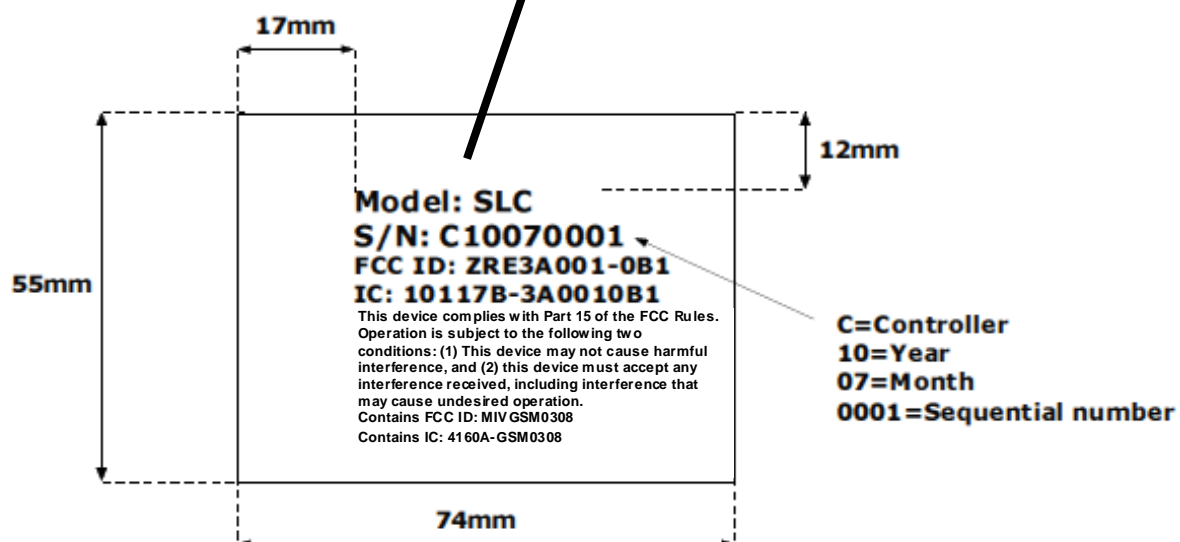 17mm
12mm
Model: SLC
S/N: C10070001
FCC ID: ZRE3A001-0B1
IC: 10117B-3A0010B1
This device complies with Part 15 of the FCC Rules.
Operation is subject to the following two
conditions: (1) This device may not cause harmful
interference, and (2) this device must accept any
interference received, including interference that
may cause undesired operation.
Contains FCC ID: MIVGSM0308
Contains IC: 4160A-GSM0308
55mm
C=Controller
10=Year
07=Month
0001=Sequential number
74mm